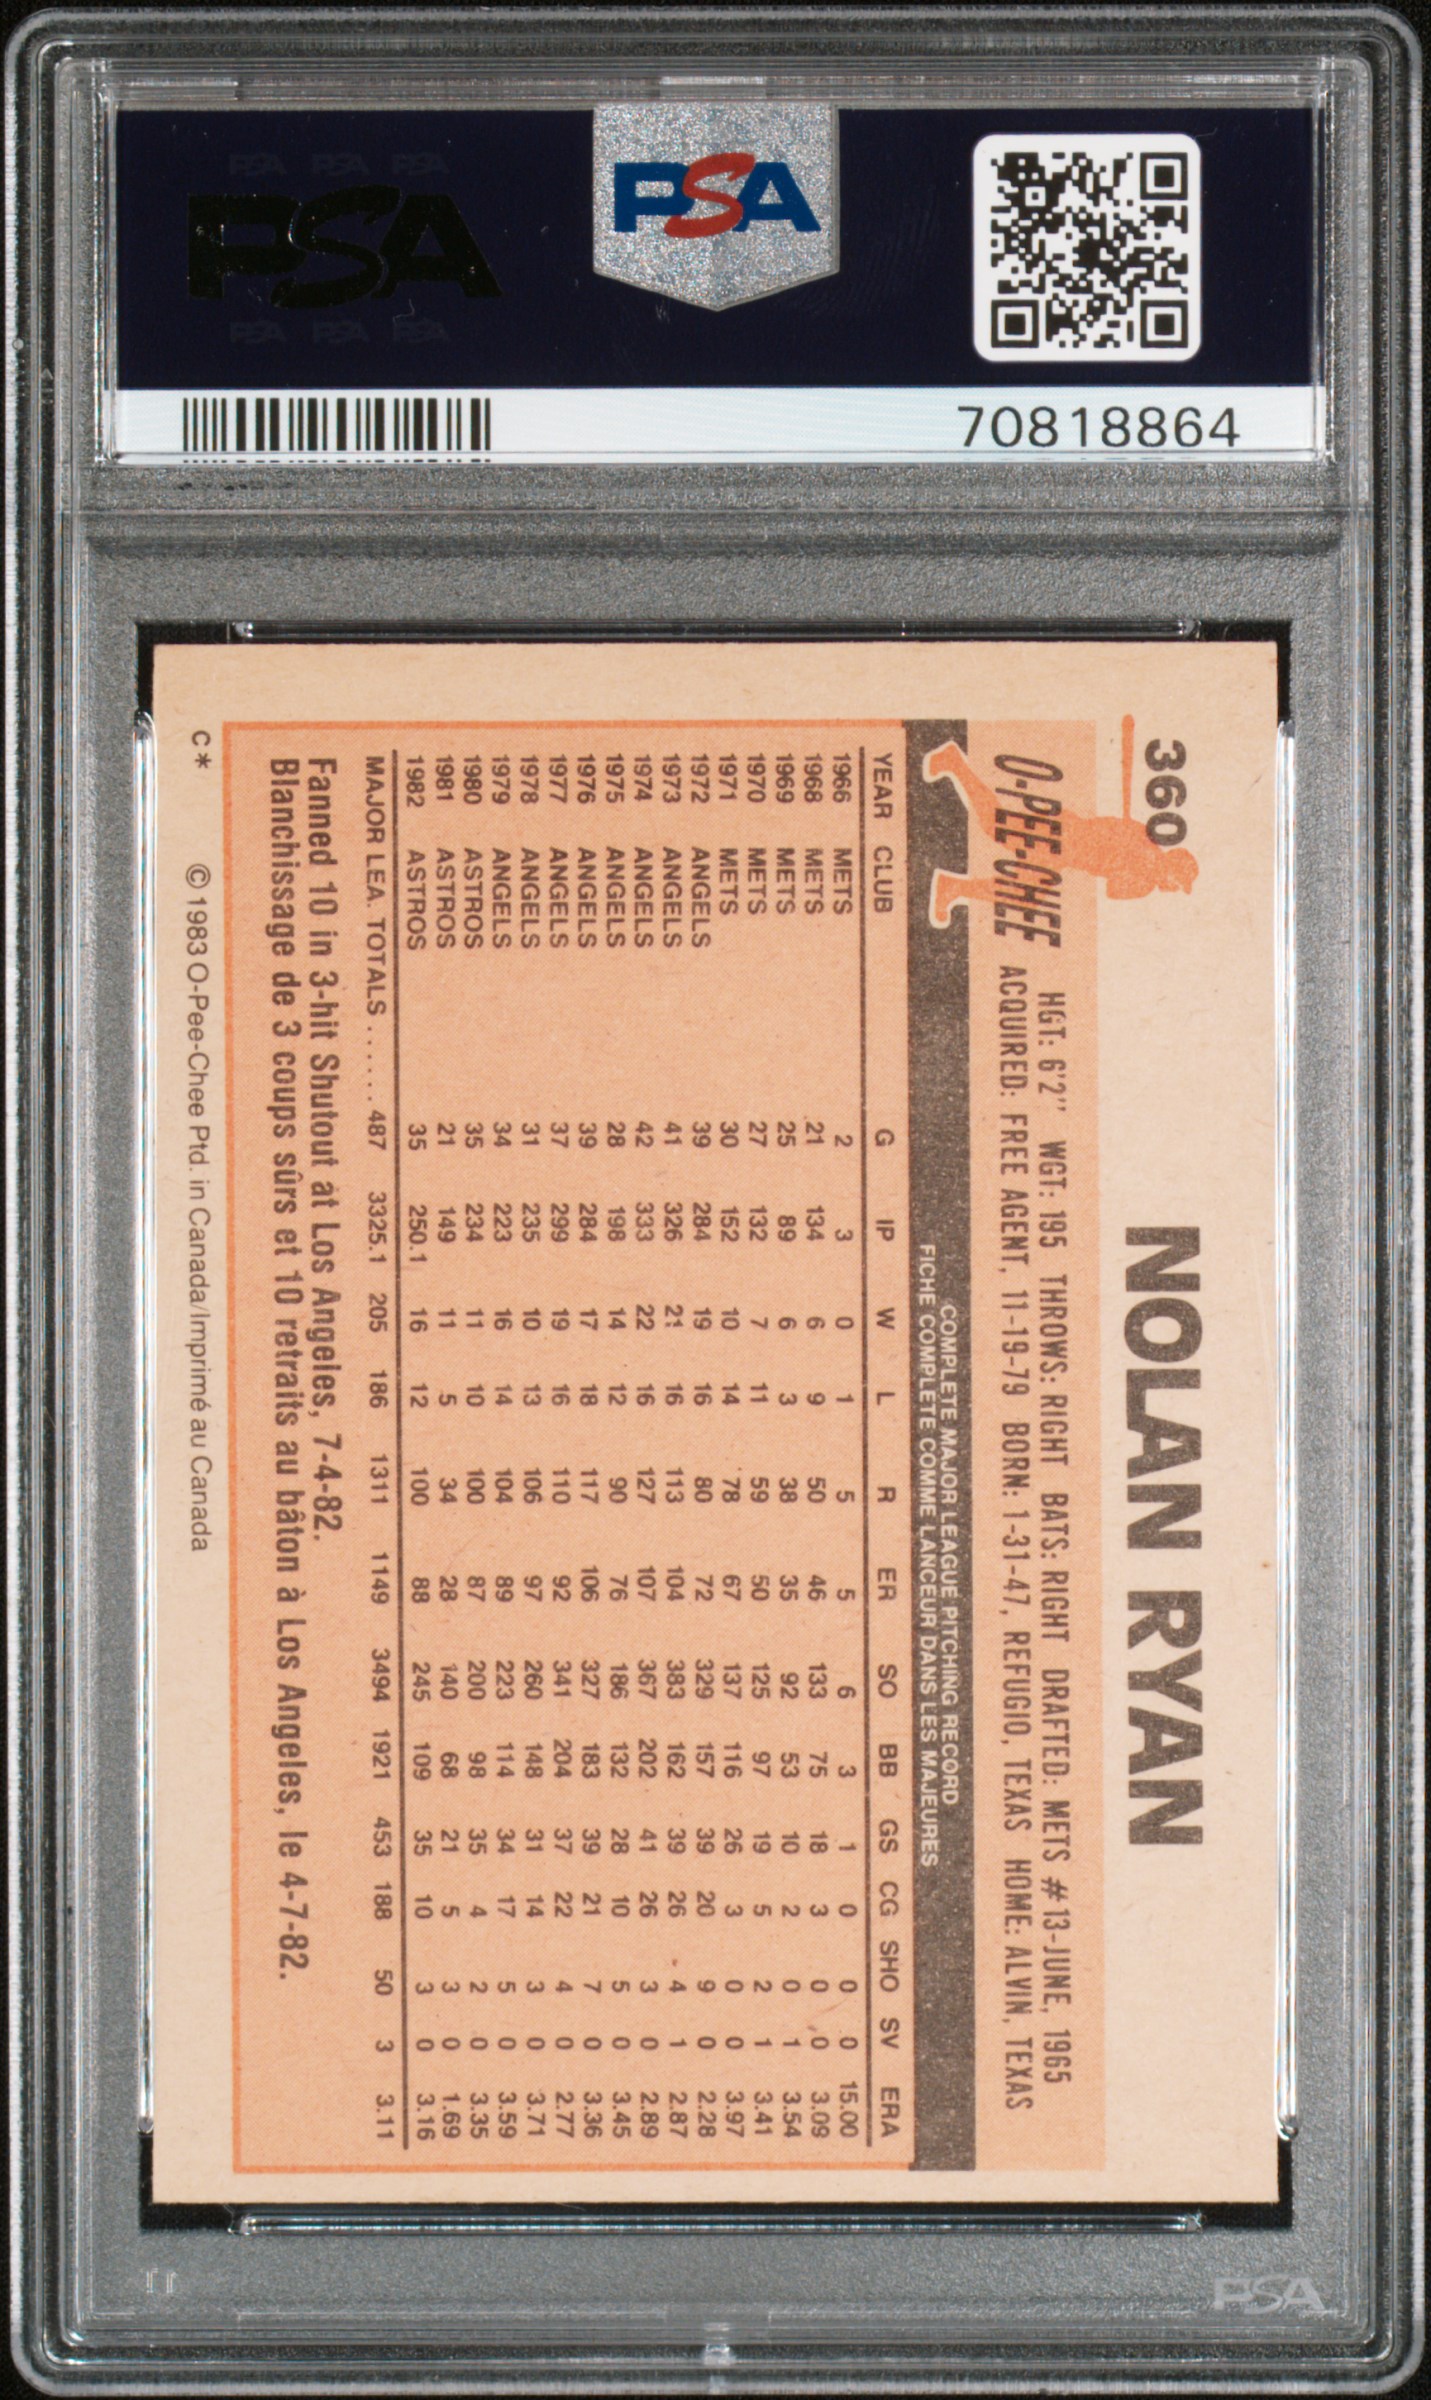 PSA PSA PSA
PSA
PSA PSA PSA
PSA
70818864
360
NOLAN RYAN
O-PEE-CHEE
HGT: 6'2" WGT: 195 THROWS: RIGHT BATS: RIGHT DRAFTED: METS #13-JUNE, 1965
ACQUIRED: FREE AGENT, 11-19-79 BORN: 1-31-47, REFUGIO, TEXAS HOME: ALVIN, TEXAS
COMPLETE MAJOR LEAGUE PITCHING RECORD
FICHE COMPLÈTE COMME LANCEUR DANS LES MAJEURES
YEAR CLUB G IP W L R ER SO BB GS CG SHO SV ERA
1966 METS 2 3 0 1 5 5 6 3 1 0 0 0 15.00
1968 METS 21 134 6 9 50 46 133 75 18 3 0 0 3.09
1969 METS 25 89 6 3 38 35 92 53 10 2 0 1 3.54
1970 METS 27 132 7 11 59 50 125 97 19 5 2 1 3.41
1971 METS 30 152 10 14 78 67 137 116 26 3 0 0 3.97
1972 ANGELS 39 284 19 16 80 72 329 157 39 20 9 0 2.28
1973 ANGELS 41 326 21 16 113 104 383 162 39 26 4 1 2.87
1974 ANGELS 42 333 22 16 127 107 367 202 41 26 3 0 2.89
1975 ANGELS 28 198 14 12 90 76 186 132 28 10 5 0 3.45
1976 ANGELS 39 284 17 18 117 106 327 183 39 21 7 0 3.36
1977 ANGELS 37 299 19 16 110 92 341 204 37 22 4 0 2.77
1978 ANGELS 31 235 10 13 106 97 260 148 31 14 3 0 3.71
1979 ANGELS 34 223 16 14 104 89 223 114 34 17 5 0 3.59
1980 ASTROS 35 234 11 10 100 87 200 98 35 4 2 0 3.35
1981 ASTROS 21 149 11 5 34 28 140 68 21 5 3 0 1.69
1982 ASTROS 35 250.1 16 12 100 88 245 109 35 10 3 0 3.16
MAJOR LEA. TOTALS ...... 487 3325.1 205 186 1311 1149 3494 1921 453 188 50 3 3.11
Fanned 10 in 3-hit Shutout at Los Angeles, 7-4-82.
Blanchissage de 3 coups sûrs et 10 retraits au bâton à Los Angeles, le 4-7-82.
C* © 1983 O-Pee-Chee Ptd. in Canada/Imprimé au Canada
PSA